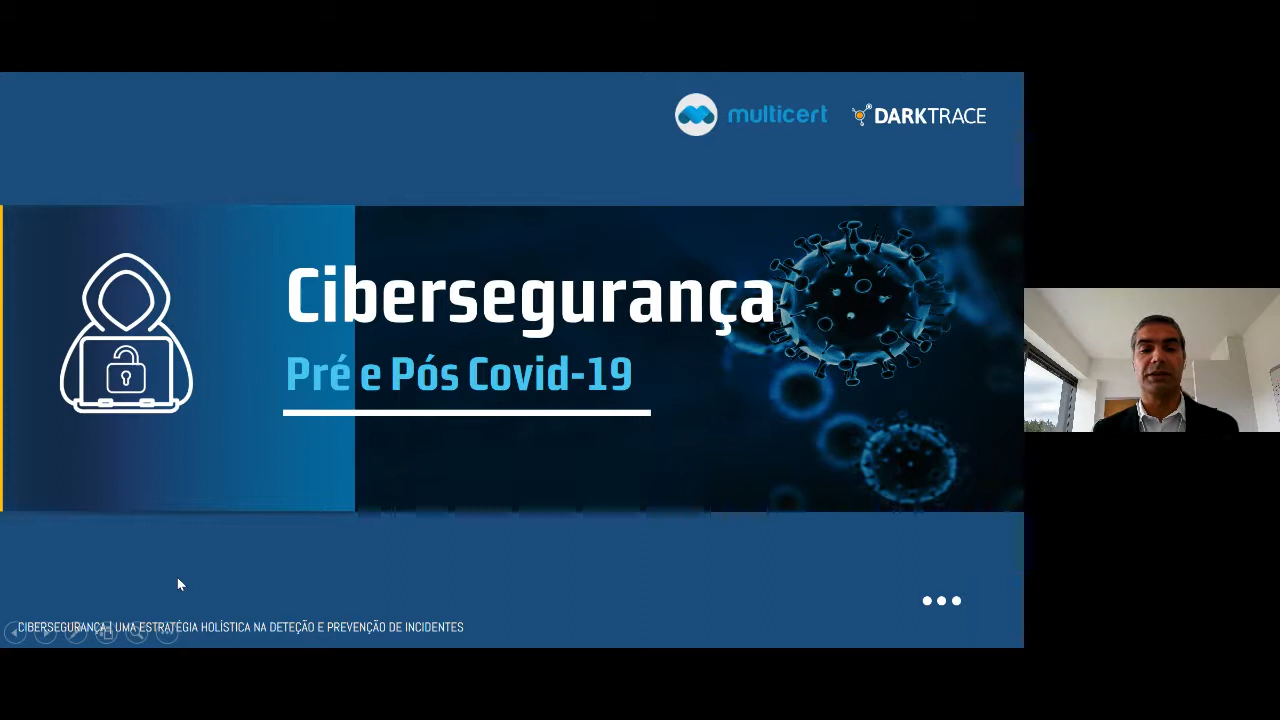 multicert DARKTRACE
Cibersegurança
Pré e Pós Covid-19
CIBERSEGURANÇA | UMA ESTRATÉGIA HOLÍSTICA NA DETEÇÃO E PREVENÇÃO DE INCIDENTES